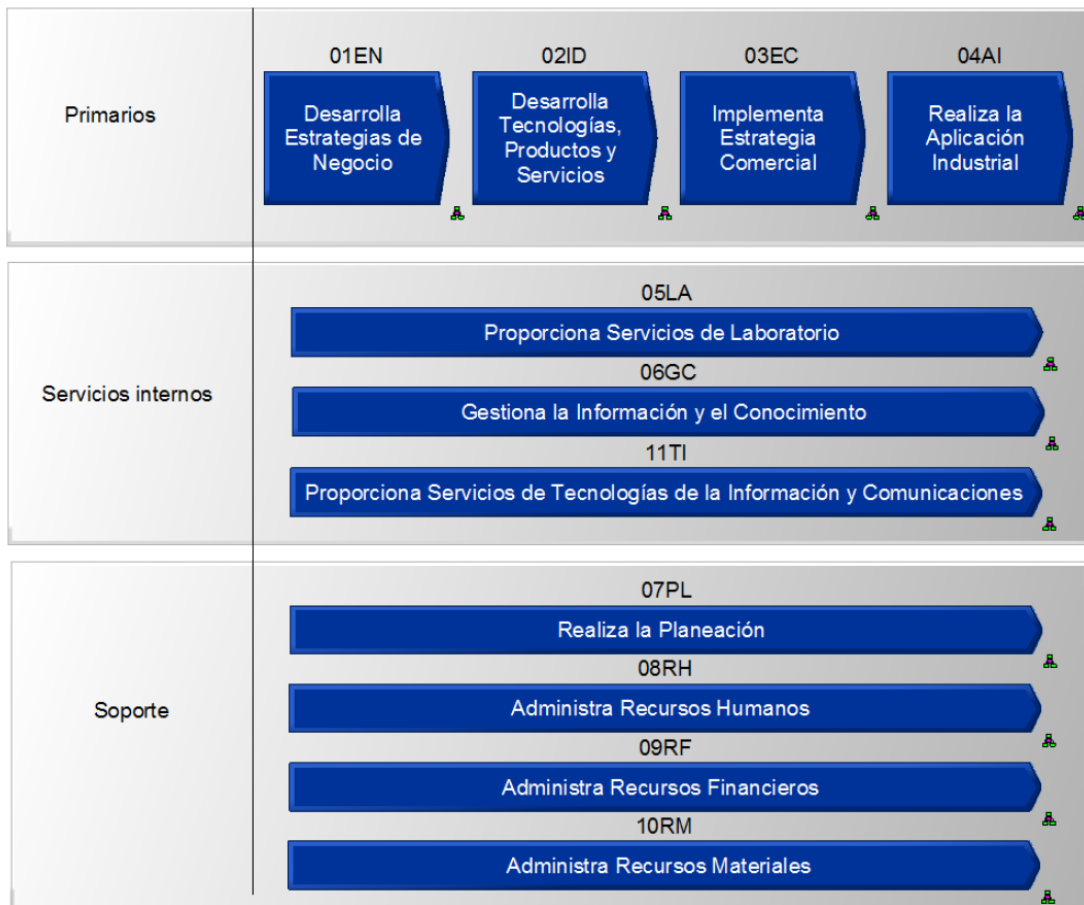 Primarios
01EN
Desarrolla
Estrategias de
Negocio
02ID
Desarrolla
Tecnologías,
Productos y
Servicios
03EC
Implementa
Estrategia
Comercial
04AI
Realiza la
Aplicación
Industrial
Servicios internos
05LA
Proporciona Servicios de Laboratorio
06GC
Gestiona la Información y el Conocimiento
11TI
Proporciona Servicios de Tecnologías de la Información y Comunicaciones
Soporte
07PL
Realiza la Planeación
08RH
Administra Recursos Humanos
09RF
Administra Recursos Financieros
10RM
Administra Recursos Materiales